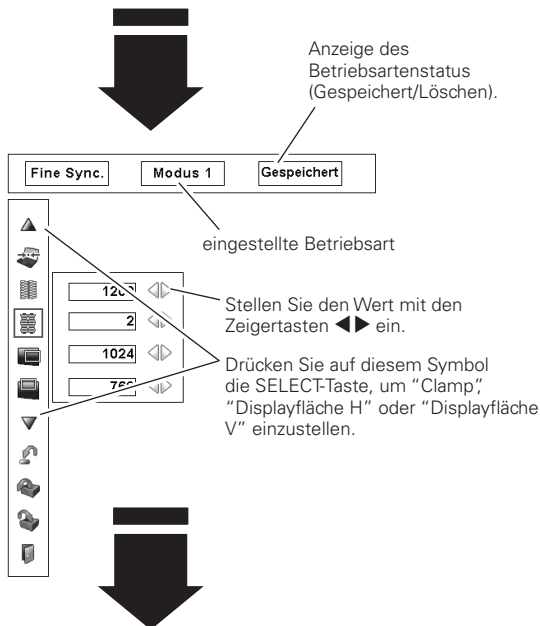 Anzeige des
Betriebsartenstatus
(Gespeichert/Löschen).
Fine Sync.
Modus 1
Gespeichert
eingestellte Betriebsart
Stellen Sie den Wert mit den
Zeigertasten ◀▶ ein.
2
1024
Drücken Sie auf diesem Symbol
die SELECT-Taste, um “Clamp”,
“Displayfläche H” oder “Displayfläche
V” einzustellen.